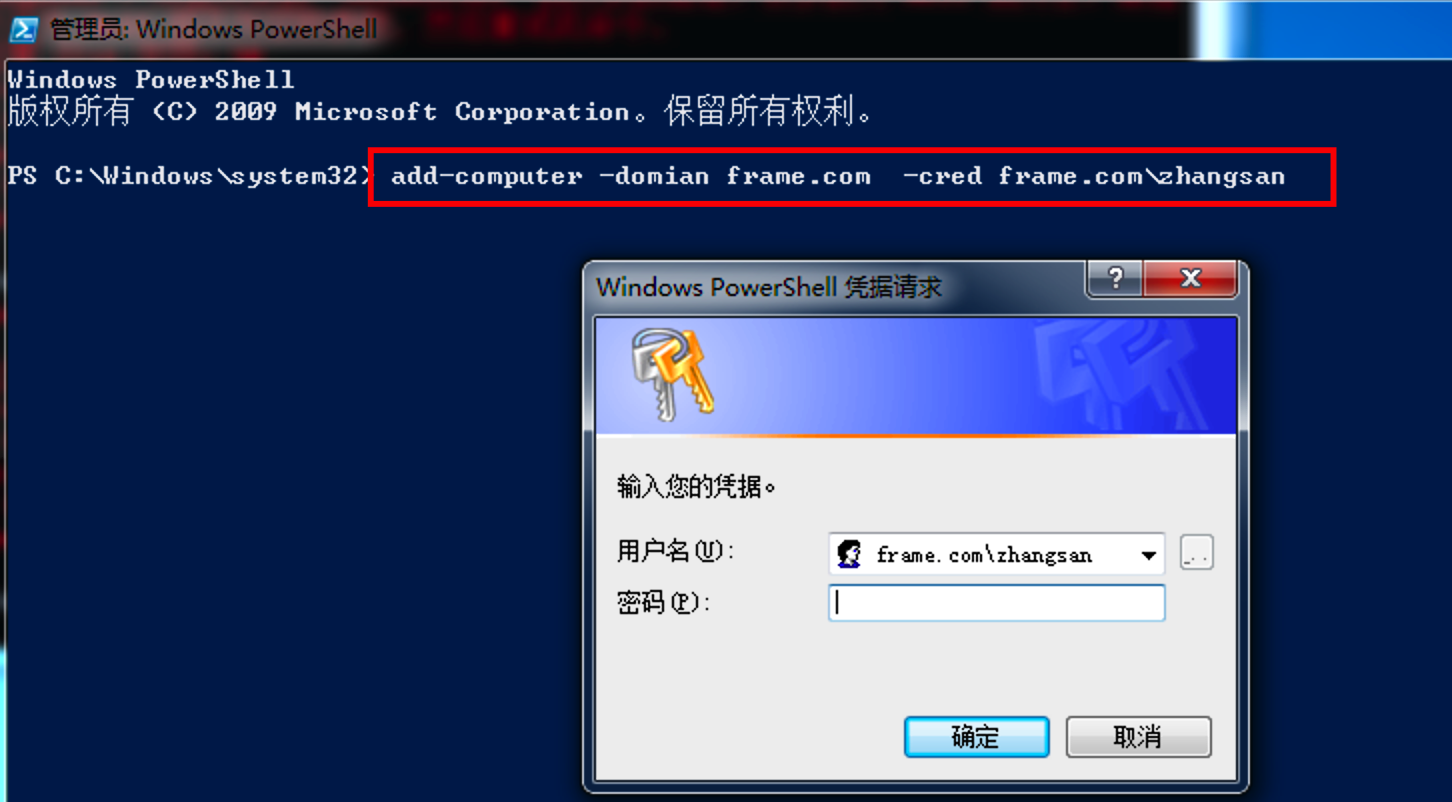 管理员: Windows PowerShell
Windows PowerShell
版权所有 (C) 2009 Microsoft Corporation。保留所有权利。
PS C:\Windows\system32> add-computer -domian frame.com  -cred frame.com\zhangsan
Windows PowerShell 凭据请求
?
输入您的凭据。
用户名(U):
frame.com\zhangsan
...
密码(P):
确定
取消